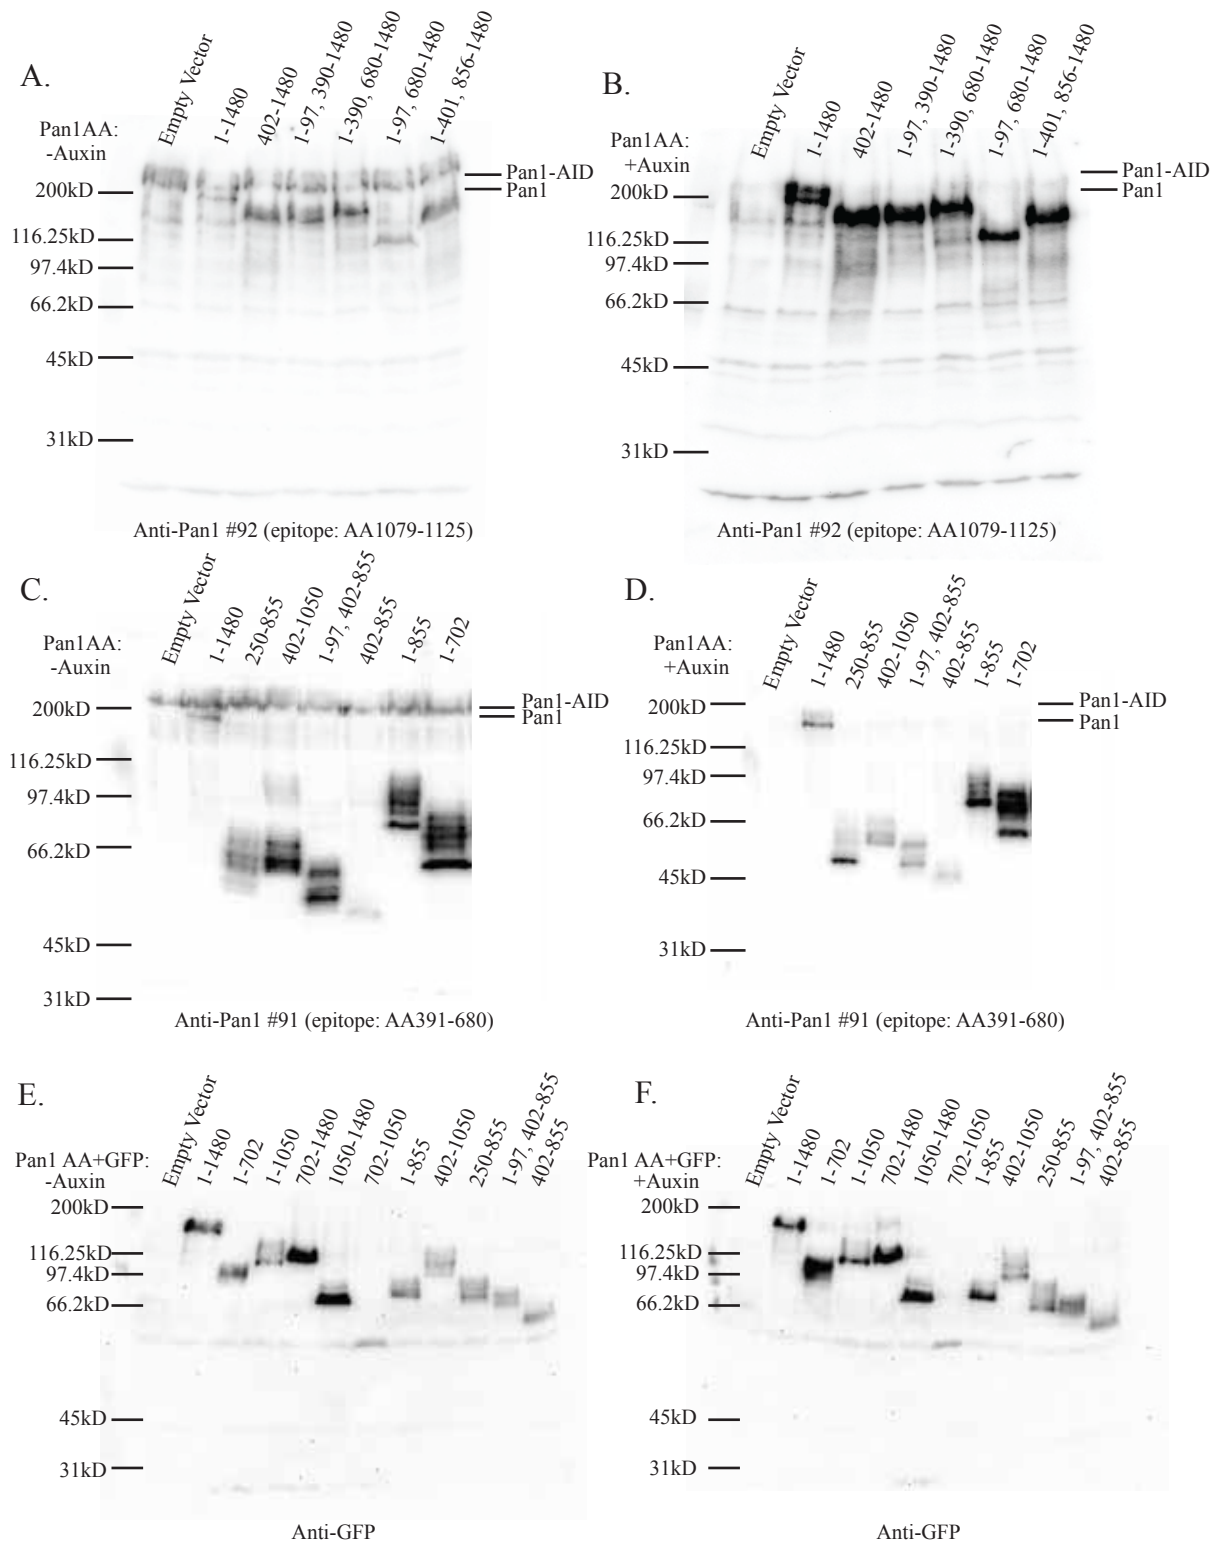 A.
Pan1AA:
-Auxin
Empty Vector
1-1480
402-1480
1-97, 390-1480
1-390, 680-1480
1-97, 680-1480
1-401, 856-1480
Pan1-AID
Pan1
200kD
116.25kD
97.4kD
66.2kD
45kD
31kD
Anti-Pan1 #92 (epitope: AA1079-1125)
B.
Pan1AA:
+Auxin
Empty Vector
1-1480
402-1480
1-97, 390-1480
1-390, 680-1480
1-97, 680-1480
1-401, 856-1480
Pan1-AID
Pan1
200kD
116.25kD
97.4kD
66.2kD
45kD
31kD
Anti-Pan1 #92 (epitope: AA1079-1125)
C.
Pan1AA:
-Auxin
Empty Vector
1-1480
250-855
402-1050
1-97, 402-855
402-855
1-855
1-702
Pan1-AID
Pan1
200kD
116.25kD
97.4kD
66.2kD
45kD
31kD
Anti-Pan1 #91 (epitope: AA391-680)
D.
Pan1AA:
+Auxin
Empty Vector
1-1480
250-855
402-1050
1-97, 402-855
402-855
1-855
1-702
Pan1-AID
Pan1
200kD
116.25kD
97.4kD
66.2kD
45kD
31kD
Anti-Pan1 #91 (epitope: AA391-680)
E.
Pan1 AA+GFP:
-Auxin
Empty Vector
1-1480
1-702
1-1050
702-1480
1050-1480
702-1050
1-855
402-1050
250-855
1-97, 402-855
402-855
200kD
116.25kD
97.4kD
66.2kD
45kD
31kD
Anti-GFP
F.
Pan1 AA+GFP:
+Auxin
Empty Vector
1-1480
1-702
1-1050
702-1480
1050-1480
702-1050
1-855
402-1050
250-855
1-97, 402-855
402-855
200kD
116.25kD
97.4kD
66.2kD
45kD
31kD
Anti-GFP